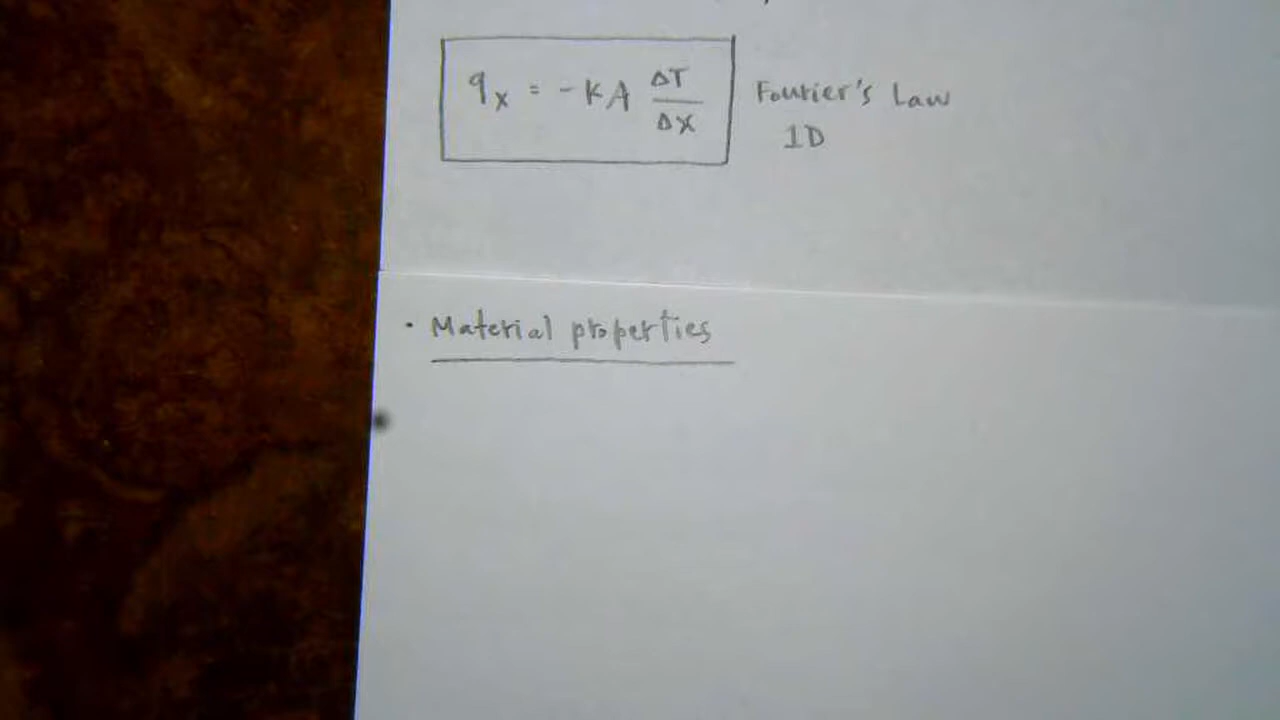 qx = -kA ΔT/Δx Fourier's Law
1D
• Material properties